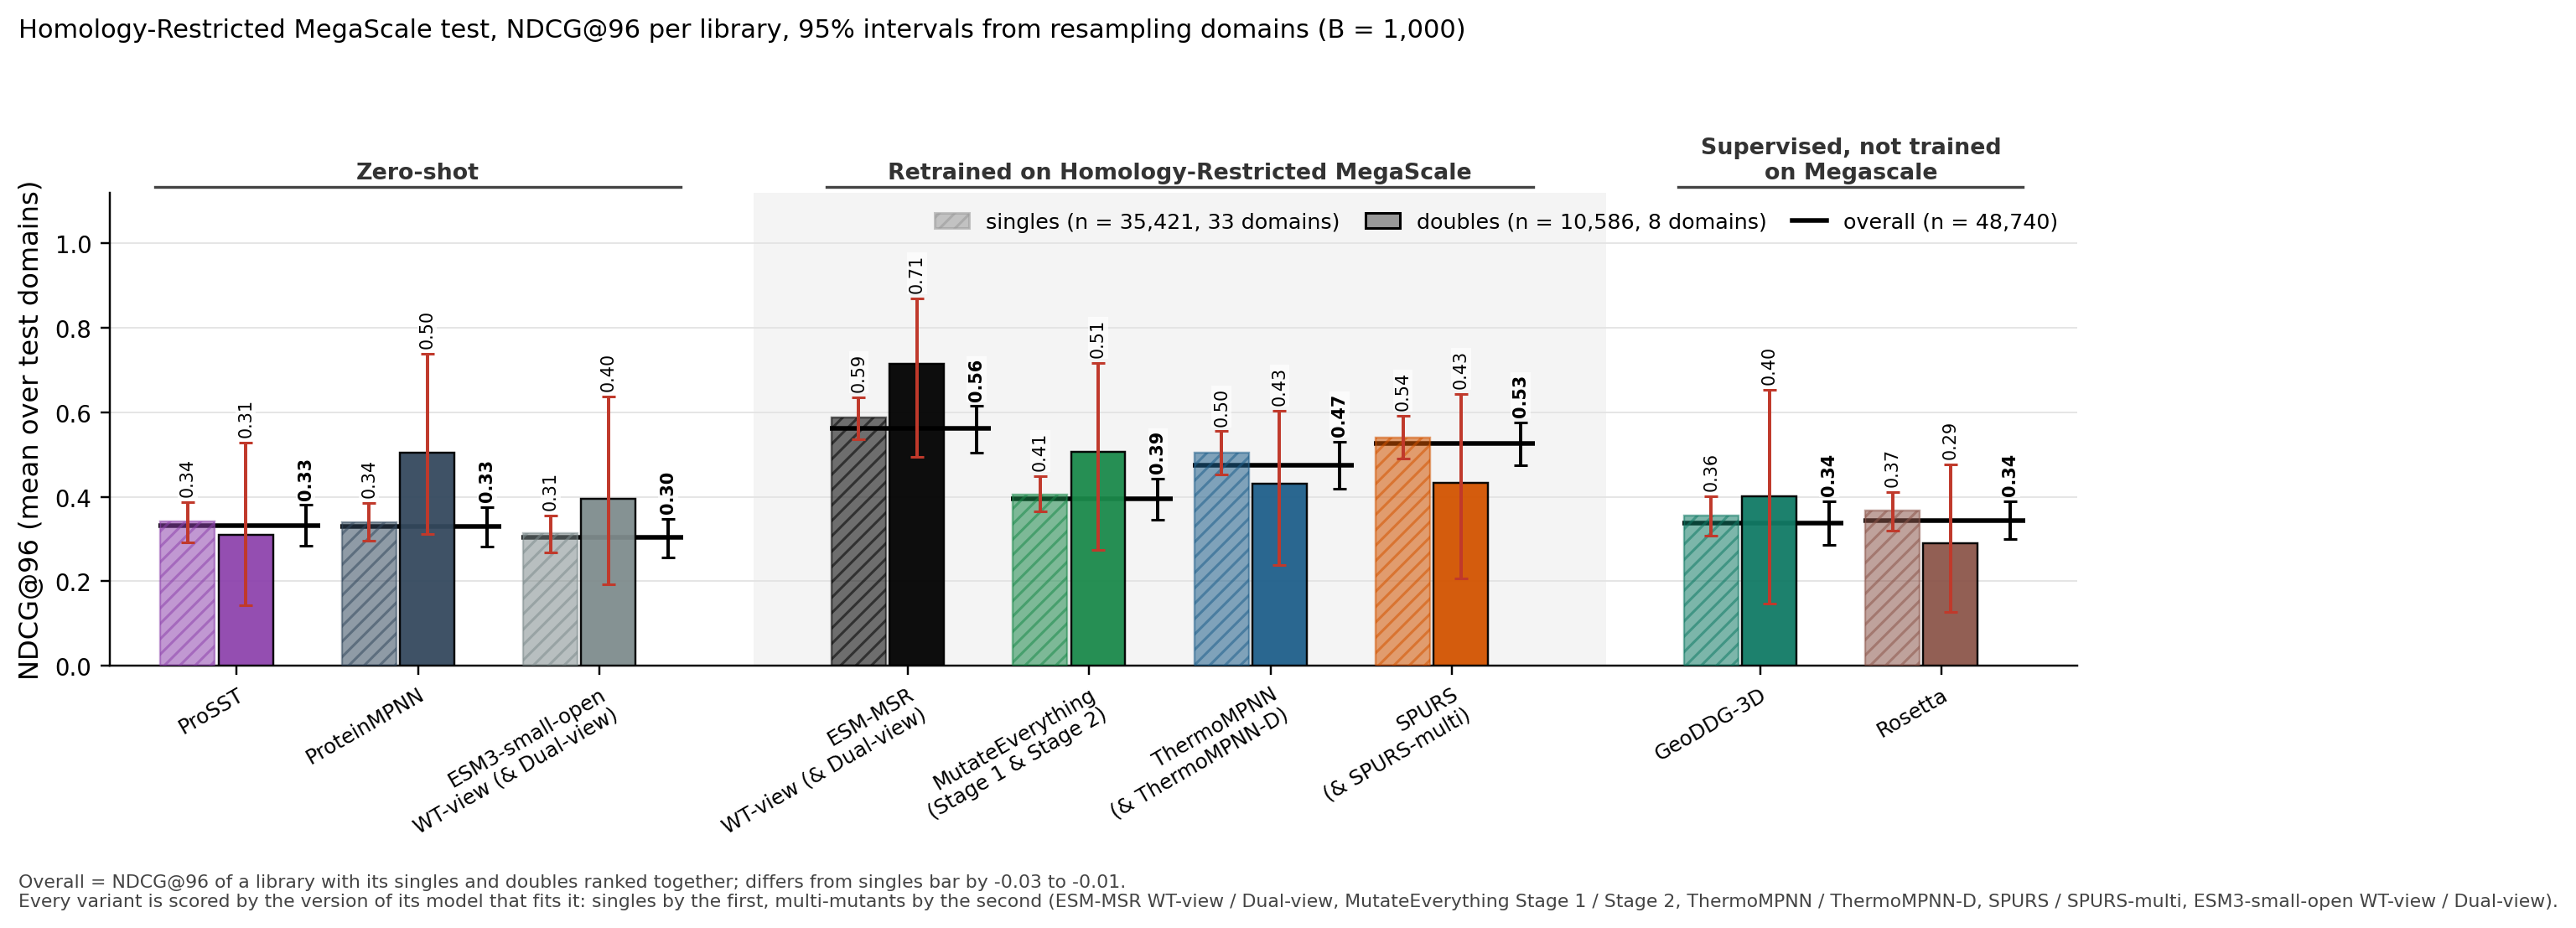 Homology-Restricted MegaScale test, NDCG@96 per library, 95% intervals from resampling domains (B = 1,000)
Zero-shot
Retrained on Homology-Restricted MegaScale
Supervised, not trained
on Megascale
singles (n = 35,421, 33 domains)
doubles (n = 10,586, 8 domains)
overall (n = 48,740)
NDCG@96 (mean over test domains)
1.0
0.8
0.6
0.4
0.2
0.0
0.34
0.31
0.33
0.34
0.50
0.33
0.31
0.40
0.30
0.59
0.71
0.56
0.41
0.51
0.39
0.50
0.43
0.47
0.54
0.43
0.53
0.36
0.40
0.34
0.37
0.29
0.34
ProSST
ProteinMPNN
ESM3-small-open
WT-view (& Dual-view)
ESM-MSR
WT-view (& Dual-view)
MutateEverything
(Stage 1 & Stage 2)
ThermoMPNN
(& ThermoMPNN-D)
SPURS
(& SPURS-multi)
GeoDDG-3D
Rosetta
Overall = NDCG@96 of a library with its singles and doubles ranked together; differs from singles bar by -0.03 to -0.01.
Every variant is scored by the version of its model that fits it: singles by the first, multi-mutants by the second (ESM-MSR WT-view / Dual-view, MutateEverything Stage 1 / Stage 2, ThermoMPNN / ThermoMPNN-D, SPURS / SPURS-multi, ESM3-small-open WT-view / Dual-view).